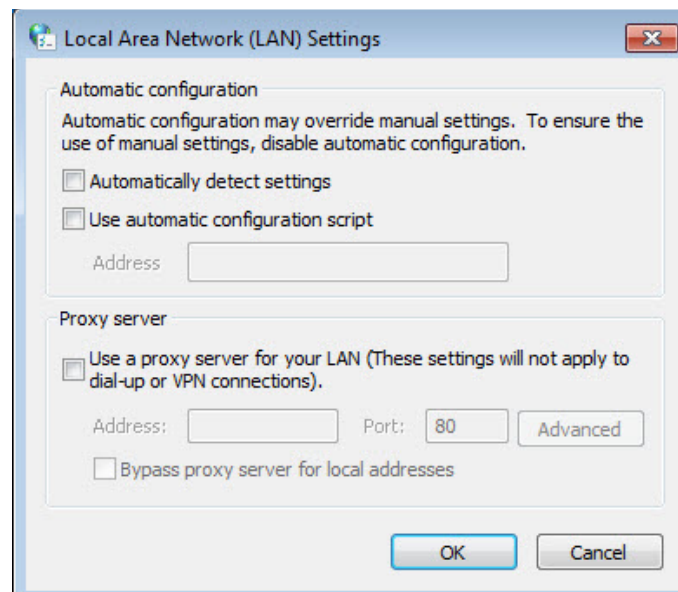 Local Area Network (LAN) Settings
Automatic configuration
Automatic configuration may override manual settings. To ensure the
use of manual settings, disable automatic configuration.
Automatically detect settings
Use automatic configuration script
Address
Proxy server
Use a proxy server for your LAN (These settings will not apply to
dial-up or VPN connections).
Address: Port: 80 Advanced
Bypass proxy server for local addresses
OK Cancel